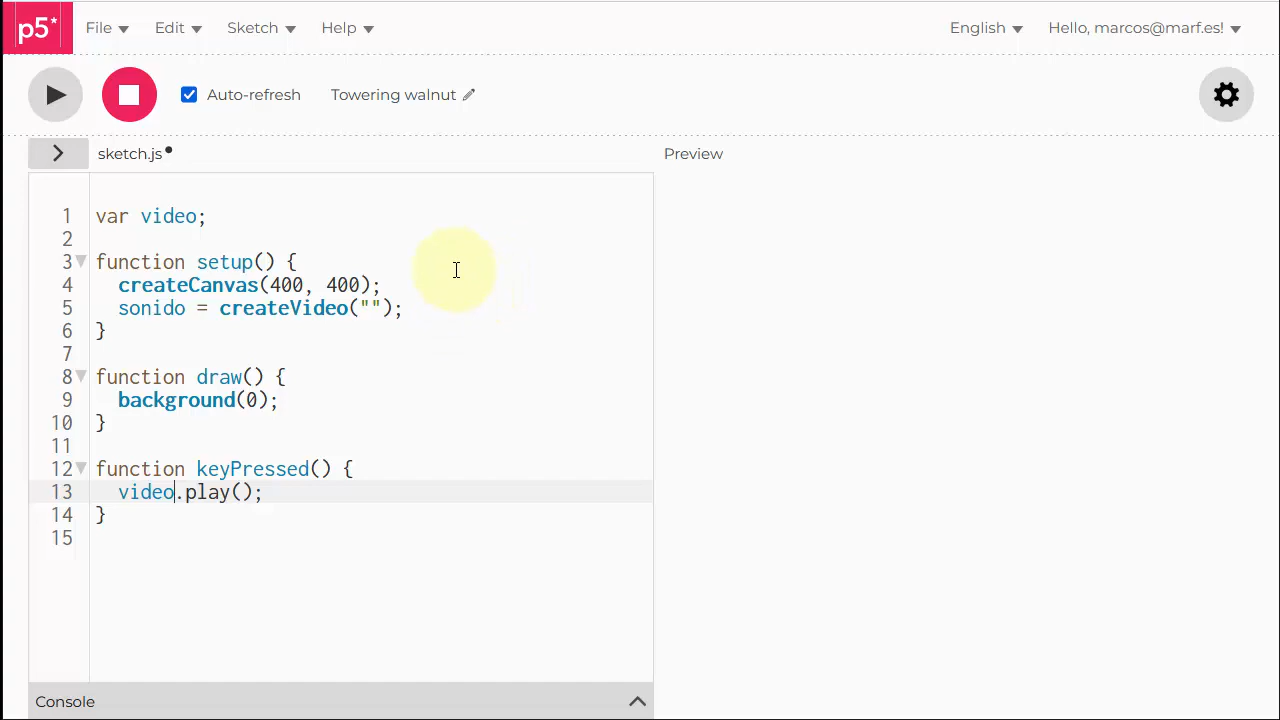 p5* File Edit Sketch Help English Hello, marcos@marf.es!
Auto-refresh Towering walnut
sketch.js
Preview
1 var video;
2
3 function setup() {
4 createCanvas(400, 400);
5 sonido = createVideo("");
6 }
7
8 function draw() {
9 background(0);
10 }
11
12 function keyPressed() {
13 video.play();
14 }
15
Console